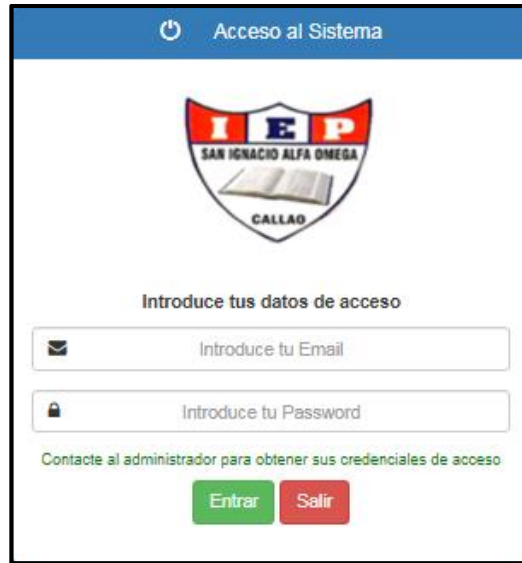 Acceso al Sistema
I E P
SAN IGNACIO ALFA OMEGA
CALLAO
Introduce tus datos de acceso
Introduce tu Email
Introduce tu Password
Contacte al administrador para obtener sus credenciales de acceso
Entrar Salir